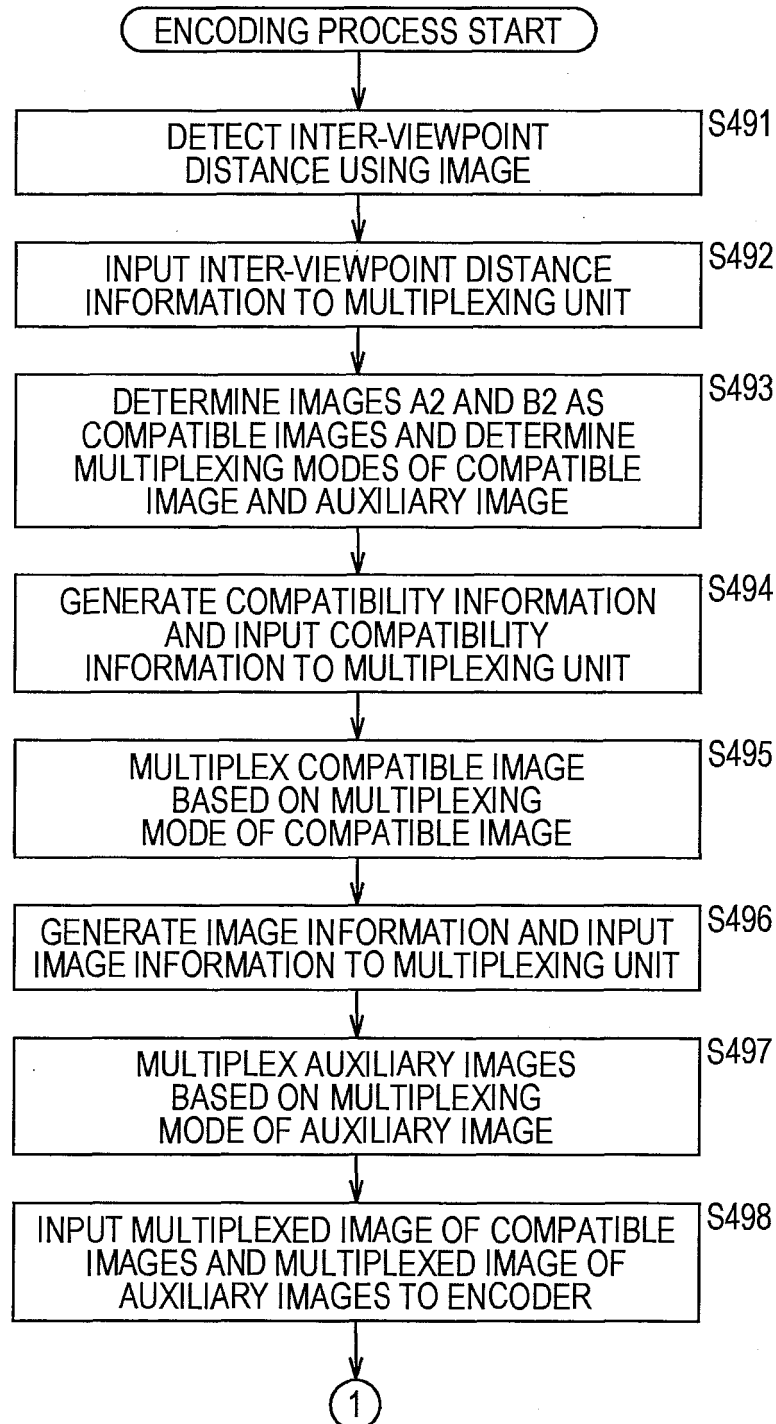 ENCODING PROCESS START
S491
DETECT INTER-VIEWPOINT
DISTANCE USING IMAGE
S492
INPUT INTER-VIEWPOINT DISTANCE
INFORMATION TO MULTIPLEXING UNIT
S493
DETERMINE IMAGES A2 AND B2 AS
COMPATIBLE IMAGES AND DETERMINE
MULTIPLEXING MODES OF COMPATIBLE
IMAGE AND AUXILIARY IMAGE
S494
GENERATE COMPATIBILITY INFORMATION
AND INPUT COMPATIBILITY
INFORMATION TO MULTIPLEXING UNIT
S495
MULTIPLEX COMPATIBLE IMAGE
BASED ON MULTIPLEXING
MODE OF COMPATIBLE IMAGE
S496
GENERATE IMAGE INFORMATION AND INPUT
IMAGE INFORMATION TO MULTIPLEXING UNIT
S497
MULTIPLEX AUXILIARY IMAGES
BASED ON MULTIPLEXING
MODE OF AUXILIARY IMAGE
S498
INPUT MULTIPLEXED IMAGE OF COMPATIBLE
IMAGES AND MULTIPLEXED IMAGE OF
AUXILIARY IMAGES TO ENCODER
1